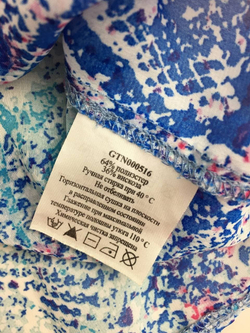 GTN000516
64% полиэстер
36% вискоза
Ручная стирка при 40 °C
Не отбеливать
Горизонтальная сушка на плоскости
в расправленном состоянии
Глажение при максимальной
температуре подошвы утюга 110 °C
Химическая чистка запрещена